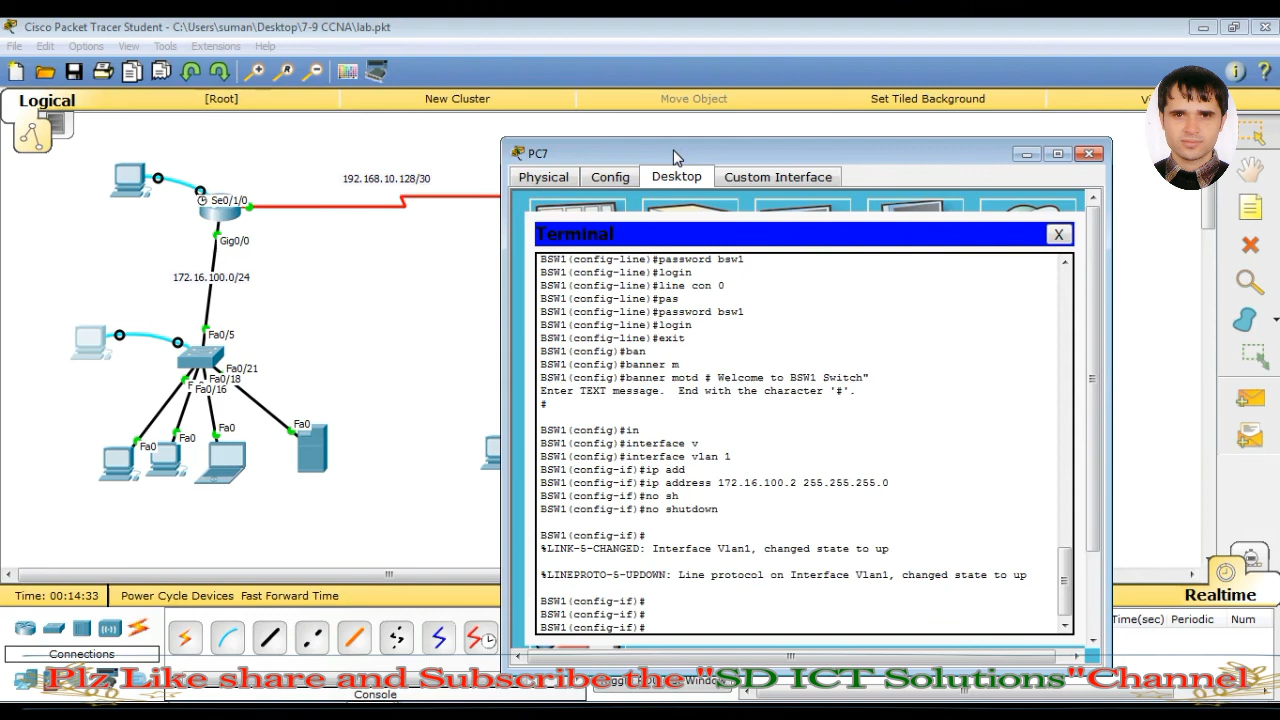 Cisco Packet Tracer Student - C:\Users\suman\Desktop\7-9 CCNA\lab.pkt
File Edit Options View Tools Extensions Help
Logical
[Root]
New Cluster
Move Object
Set Tiled Background
192.168.10.128/30
Se0/1/0
Gig0/0
172.16.100.0/24
Fa0/5
Fa0/21
Fa0/18
Fa0/16
Fa0
Fa0
Fa0
Fa0
PC7
Physical Config Desktop Custom Interface
Terminal
X
BSW1(config-line)#password bsw1
BSW1(config-line)#login
BSW1(config-line)#line con 0
BSW1(config-line)#pas
BSW1(config-line)#password bsw1
BSW1(config-line)#login
BSW1(config-line)#exit
BSW1(config)#ban
BSW1(config)#banner m
BSW1(config)#banner motd # Welcome to BSW1 Switch"
Enter TEXT message.  End with the character '#'.
#
BSW1(config)#in
BSW1(config)#interface v
BSW1(config)#interface vlan 1
BSW1(config-if)#ip add
BSW1(config-if)#ip address 172.16.100.2 255.255.255.0
BSW1(config-if)#no sh
BSW1(config-if)#no shutdown
BSW1(config-if)#
%LINK-5-CHANGED: Interface Vlan1, changed state to up
%LINEPROTO-5-UPDOWN: Line protocol on Interface Vlan1, changed state to up
BSW1(config-if)#
BSW1(config-if)#
BSW1(config-if)#
Time: 00:14:33
Power Cycle Devices Fast Forward Time
Realtime
Time(sec) Periodic Num
Connections
Plz Like share and Subscribe the"SD ICT Solutions"Channel
Console